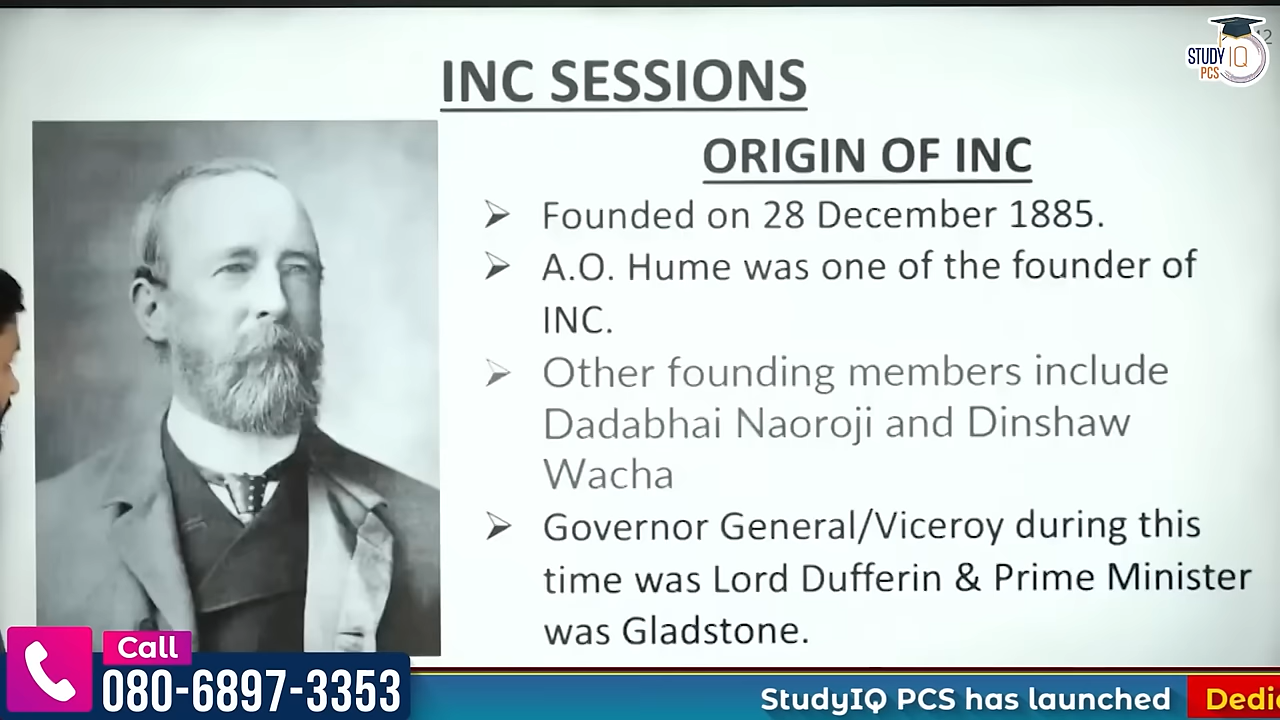 STUDY IQ
PCS
INC SESSIONS
ORIGIN OF INC
➢ Founded on 28 December 1885.
➢ A.O. Hume was one of the founder of
INC.
➢ Other founding members include
Dadabhai Naoroji and Dinshaw
Wacha
➢ Governor General/Viceroy during this
time was Lord Dufferin & Prime Minister
was Gladstone.
Call
080-6897-3353
StudyIQ PCS has launched